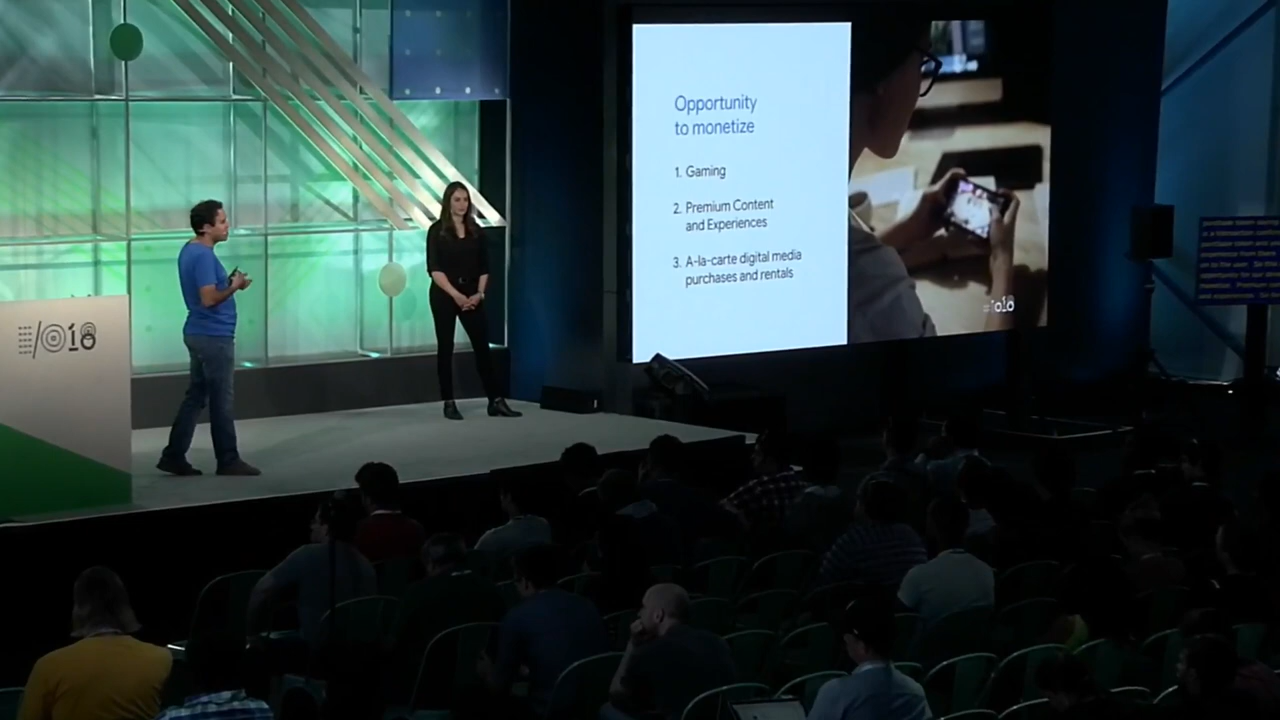 Opportunity
to monetize
1. Gaming
2. Premium Content
and Experiences
3. A-la-carte digital media
purchases and rentals
I/O18
io18